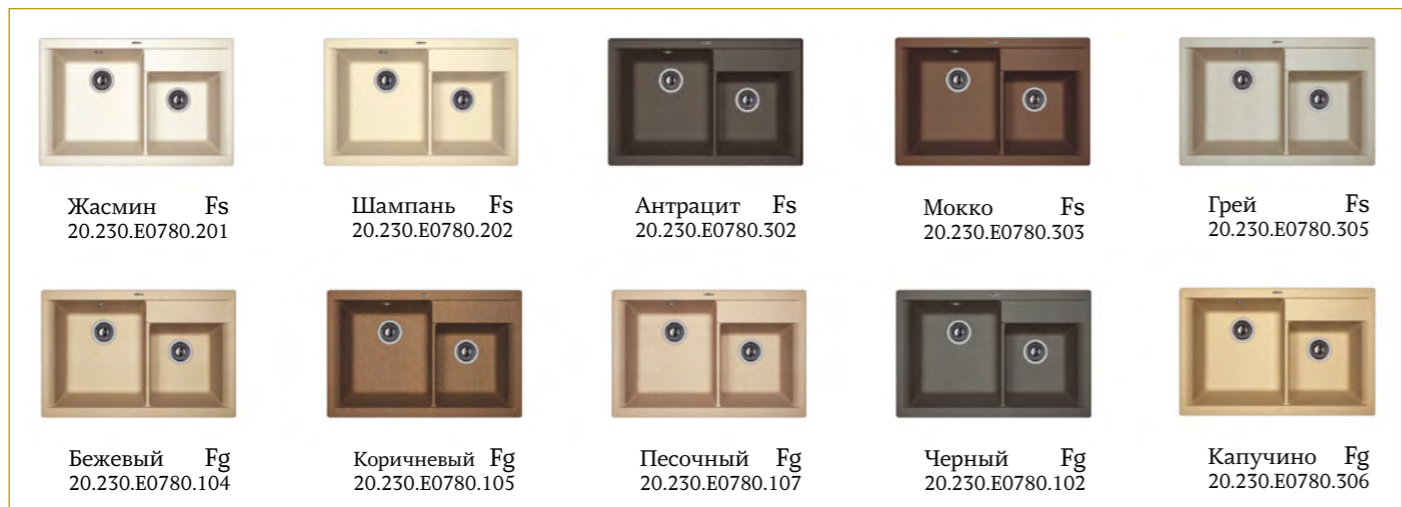 Жасмин Fs
20.230.E0780.201
Шампань Fs
20.230.E0780.202
Антрацит Fs
20.230.E0780.302
Мокко Fs
20.230.E0780.303
Грей Fs
20.230.E0780.305
Бежевый Fg
20.230.E0780.104
Коричневый Fg
20.230.E0780.105
Песочный Fg
20.230.E0780.107
Черный Fg
20.230.E0780.102
Капучино Fg
20.230.E0780.306